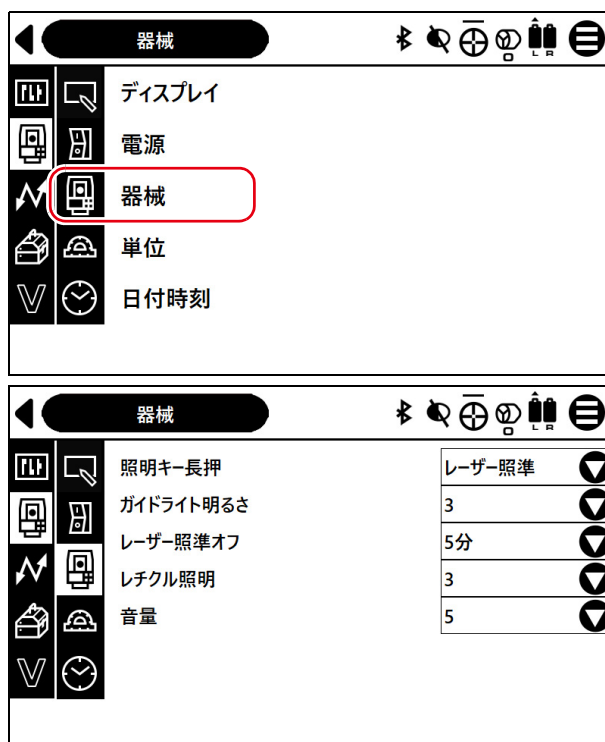 器械
L R
ディスプレイ
電源
器械
単位
日付時刻
器械
L R
照明キー長押 レーザー照準
ガイドライト明るさ 3
レーザー照準オフ 5分
レチクル照明 3
音量 5